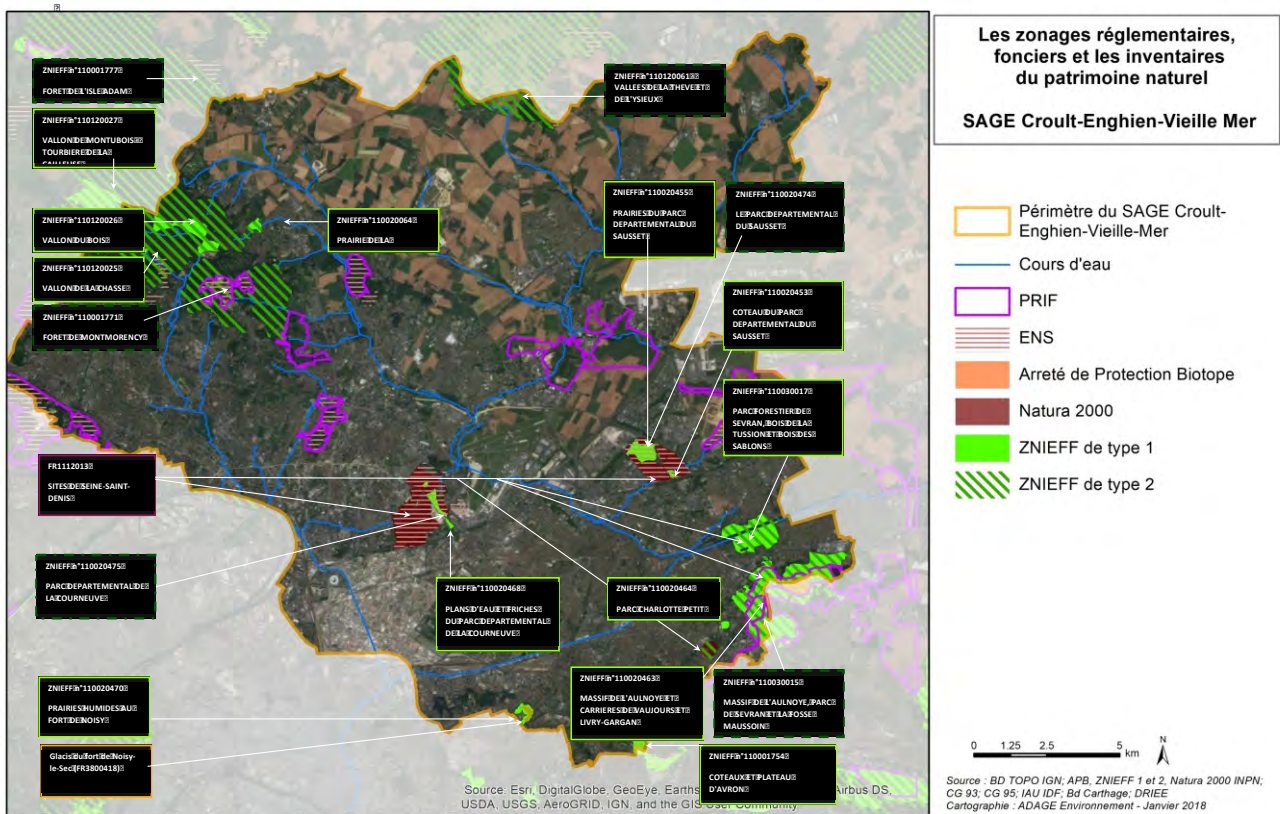 ZNIEFF n°110001777
FORET DE L'ISLE ADAM
ZNIEFF n°110120027
VALLON DE MONTUBOIS
TOURBIERE DE LA
CAILLEUSE
ZNIEFF n°110120026
VALLON DU BOIS
ZNIEFF n°110120025
VALLON DE LA CHASSE
ZNIEFF n°110001771
FORET DE MONTMORENCY
ZNIEFF n°110020064
PRAIRIE DE LA
ZNIEFF n°110120061
VALLEES DE LA THEVE ET
DE L'YSIEUX
ZNIEFF n°110020455
PRAIRIES DU PARC
DEPARTEMENTAL DU
SAUSSET
ZNIEFF n°110020474
LE PARC DEPARTEMENTAL
DU SAUSSET
ZNIEFF n°110020453
COTEAU DU PARC
DEPARTEMENTAL DU
SAUSSET
ZNIEFF n°110030017
PARC FORESTIER DE
SEVRAN, BOIS DE LA
TUSSION ET BOIS DES
SABLONS
FR1112013
SITES DE SEINE-SAINT-
DENIS
ZNIEFF n°110020475
PARC DEPARTEMENTAL DE
LA COURNEUVE
ZNIEFF n°110020468
PLANS D'EAU ET FRICHES
DU PARC DEPARTEMENTAL
DE LA COURNEUVE
ZNIEFF n°110020464
PARC CHARLOTTE PETIT
ZNIEFF n°110020463
MASSIF DE L'AULNOYE ET
CARRIERES DE VAUJOURS ET
LIVRY-GARGAN
ZNIEFF n°110030015
MASSIF DE L'AULNOYE, PARC
DE SEVRAN ET LA FOSSE
MAUSSOIN
ZNIEFF n°110020470
PRAIRIES HUMIDES AU
FORT DE NOISY
Glacis du fort de Noisy-
le-Sec (FR3800418)
ZNIEFF n°110001754
COTEAUX ET PLATEAU
D'AVRON
Source: Esri, DigitalGlobe, GeoEye, Earths Airbus DS,
USDA, USGS, AeroGRID, IGN, and the GIS User Community
Les zonages réglementaires,
fonciers et les inventaires
du patrimoine naturel
SAGE Croult-Enghien-Vieille Mer
Périmètre du SAGE Croult-
Enghien-Vieille-Mer
Cours d'eau
PRIF
ENS
Arreté de Protection Biotope
Natura 2000
ZNIEFF de type 1
ZNIEFF de type 2
0 1.25 2.5 5
km
N
Source : BD TOPO IGN; APB, ZNIEFF 1 et 2, Natura 2000 INPN;
CG 93; CG 95; IAU IDF; Bd Carthage; DRIEE
Cartographie : ADAGE Environnement - Janvier 2018